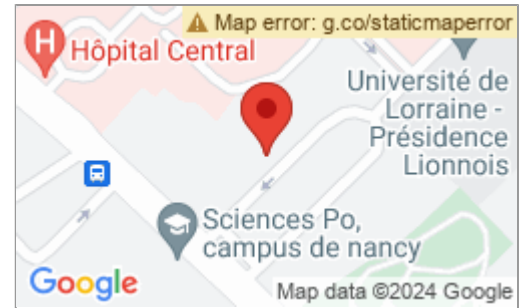 Map error: g.co/staticmaperror
H Hôpital Central
Université de
Lorraine -
Présidence
Lionnois
Sciences Po,
campus de nancy
Google
Map data ©2024 Google